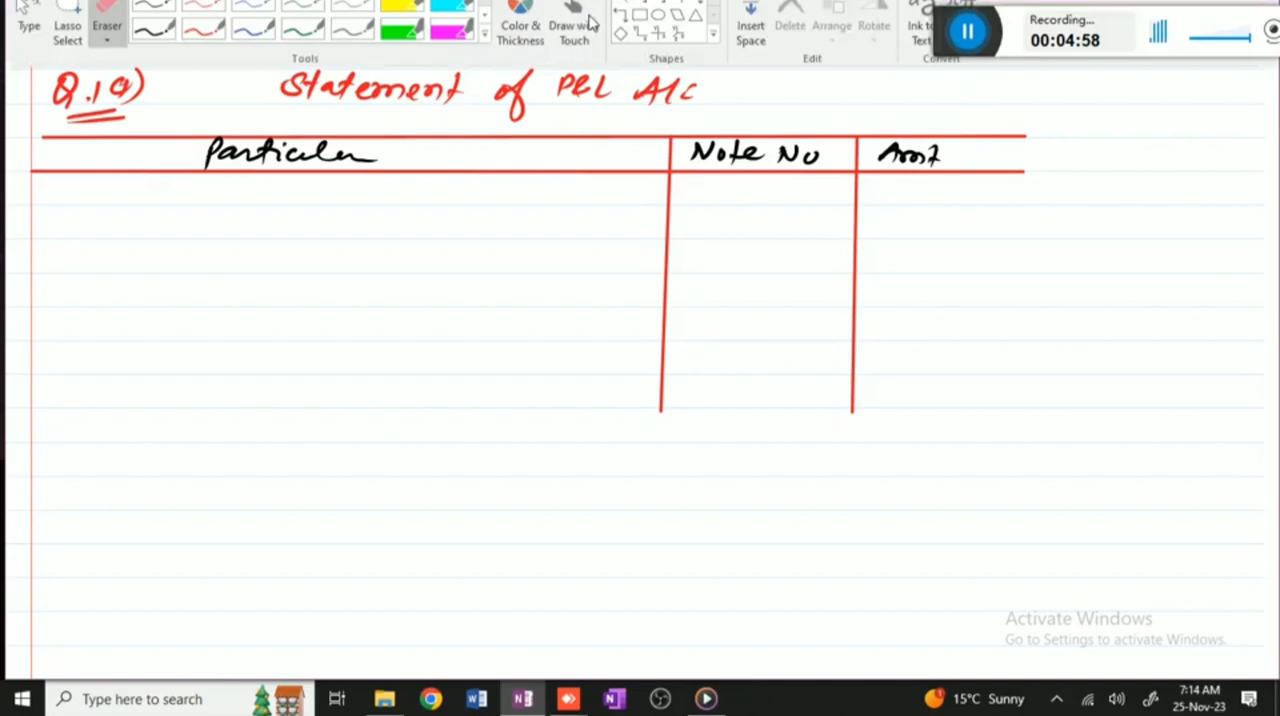 Type Lasso Select Eraser Color & Thickness Draw with Touch Insert Space Delete Arrange Rotate Ink to Text
Tools Shapes Edit Convert
Recording...
00:04:58
Q.1 a) Statement of P&L A/c
Particular Note No Amt
Activate Windows
Go to Settings to activate Windows.
Type here to search
15°C Sunny
7:14 AM
25-Nov-23